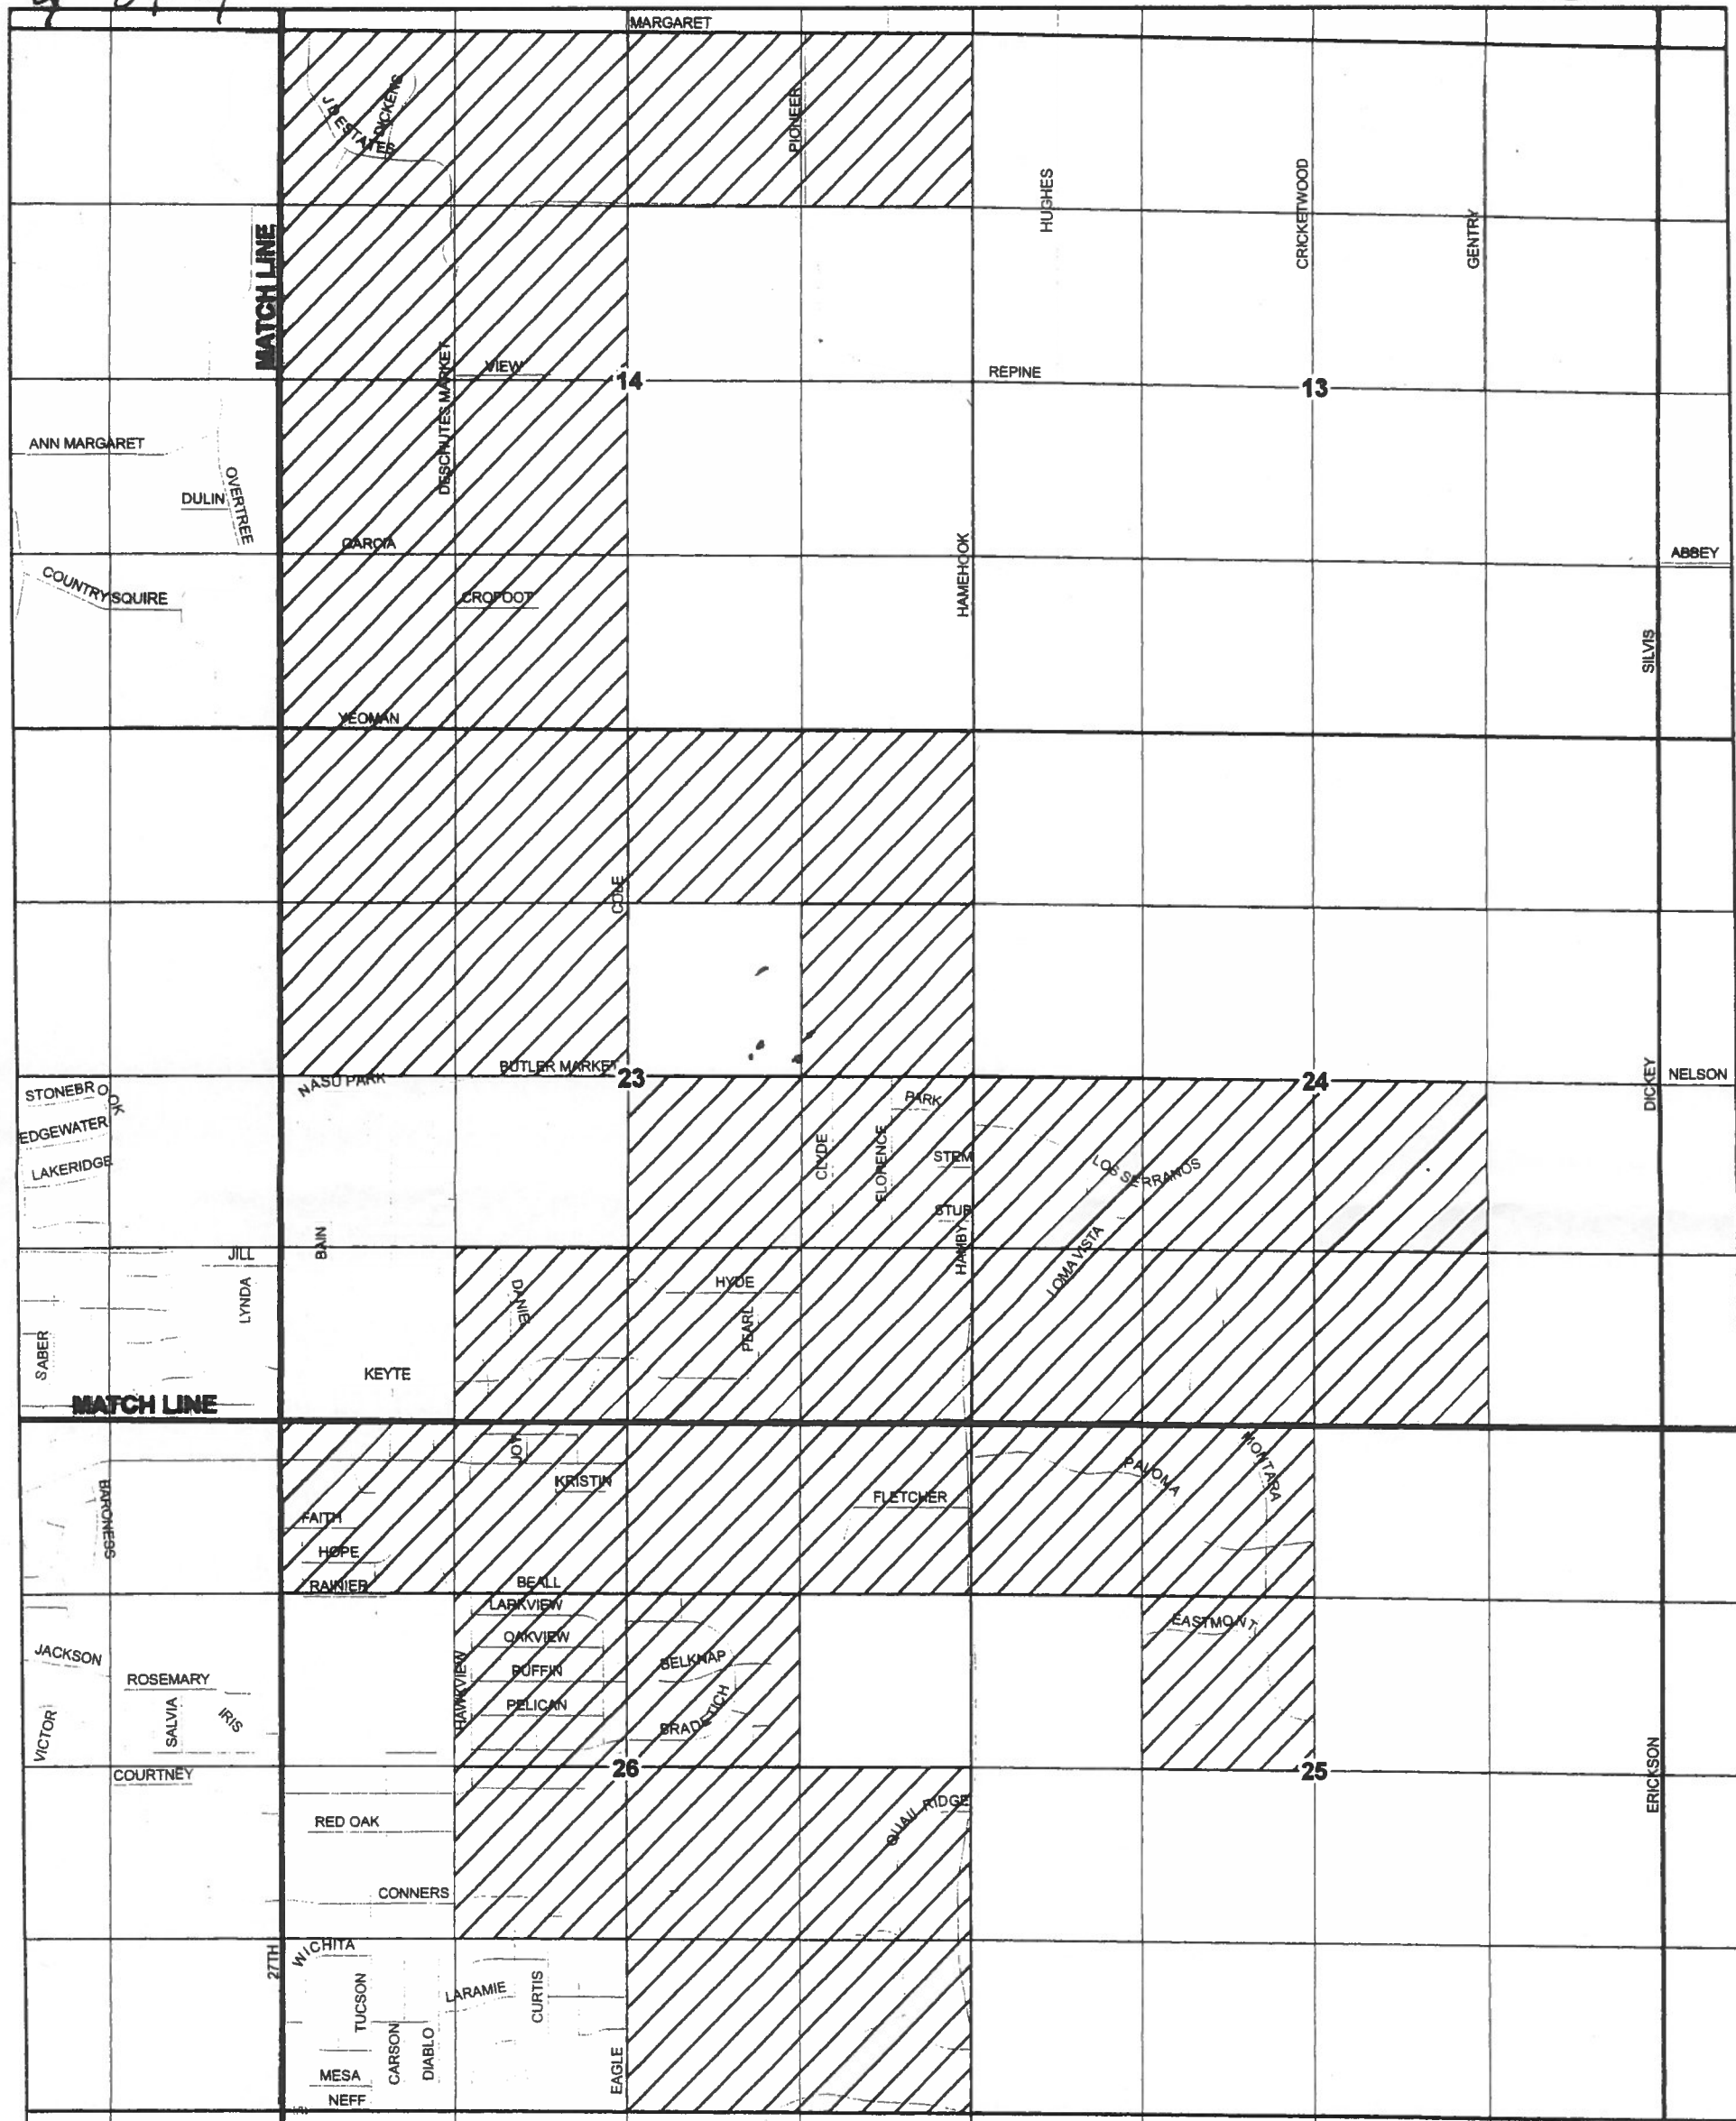 MARGARET
J D ESTATES
DICKENS
PIONEER
HUGHES
CRICKETWOOD
GENTRY
MATCH LINE
DESCHUTES MARKET
VIEW
14
REPINE
13
ANN MARGARET
DULIN
OVERTREE
GARCIA
HAMEHOOK
ABBEY
COUNTRY SQUIRE
CROFOOT
SILVIS
YEOMAN
COLE
BUTLER MARKET
23
NASU PARK
24
DICKEY
NELSON
STONEBROOK
EDGEWATER
LAKERIDGE
PARK
CLYDE
FLORENCE
STEM
LOS SERRANOS
STUB
HAMBY
LOMA VISTA
JILL
BAIN
LYNDA
DANIEL
HYDE
PEARL
SABER
KEYTE
MATCH LINE
JOY
KRISTIN
PALOMA
MONTARA
BARONESS
FLETCHER
FAITH
HOPE
RAINIER
BEALL
LARKVIEW
EASTMONT
JACKSON
OAKVIEW
ROSEMARY
HAWKVIEW
PUFFIN
BELKNAP
SALVIA
IRIS
PELICAN
BRADETICH
VICTOR
26
25
COURTNEY
ERICKSON
RED OAK
QUAIL RIDGE
CONNERS
27TH
WICHITA
TUCSON
LARAMIE
CURTIS
CARSON
DIABLO
MESA
EAGLE
NEFF